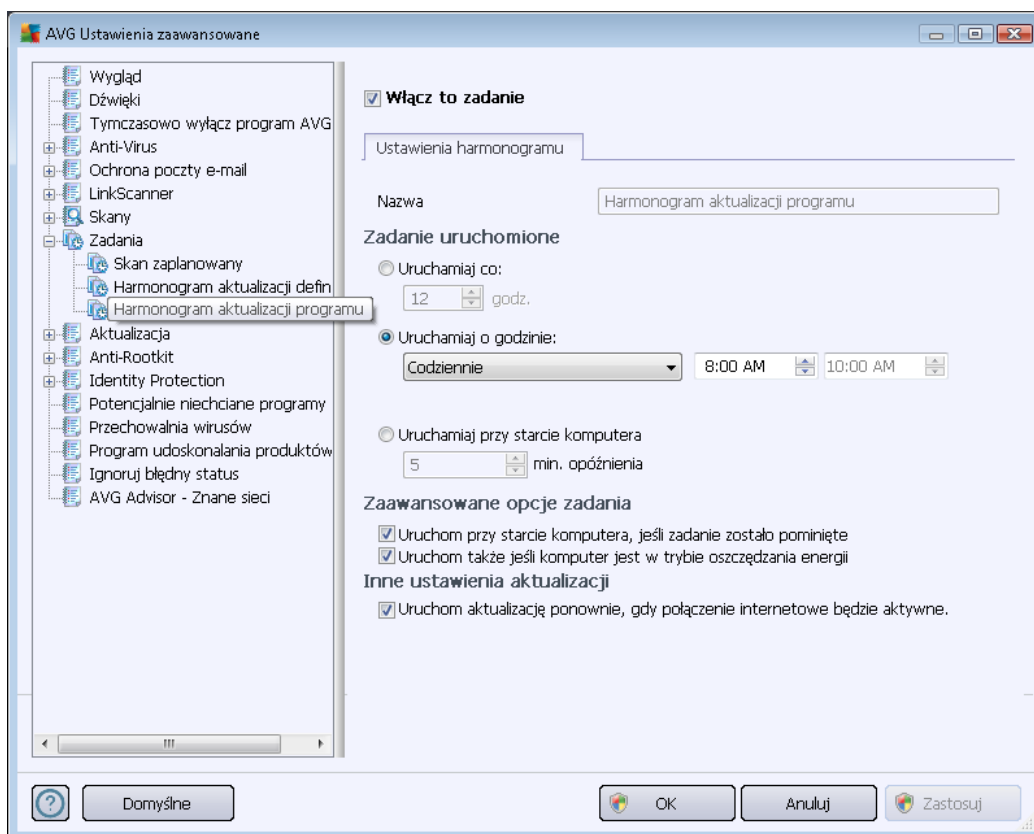 AVG Ustawienia zaawansowane
Wygląd
Dźwięki
Tymczasowo wyłącz program AVG
Anti-Virus
Ochrona poczty e-mail
LinkScanner
Skany
Zadania
Skan zaplanowany
Harmonogram aktualizacji defin
Harmonogram aktualizacji programu
Aktualizacja
Anti-Rootkit
Identity Protection
Potencjalnie niechciane programy
Przechowalnia wirusów
Program udoskonalania produktów
Ignoruj błędny status
AVG Advisor - Znane sieci
Włącz to zadanie
Ustawienia harmonogramu
Nazwa Harmonogram aktualizacji programu
Zadanie uruchomione
Uruchamiaj co:
12 godz.
Uruchamiaj o godzinie:
Codziennie 8:00 AM 10:00 AM
Uruchamiaj przy starcie komputera
5 min. opóźnienia
Zaawansowane opcje zadania
Uruchom przy starcie komputera, jeśli zadanie zostało pominięte
Uruchom także jeśli komputer jest w trybie oszczędzania energii
Inne ustawienia aktualizacji
Uruchom aktualizację ponownie, gdy połączenie internetowe będzie aktywne.
Domyślne OK Anuluj Zastosuj